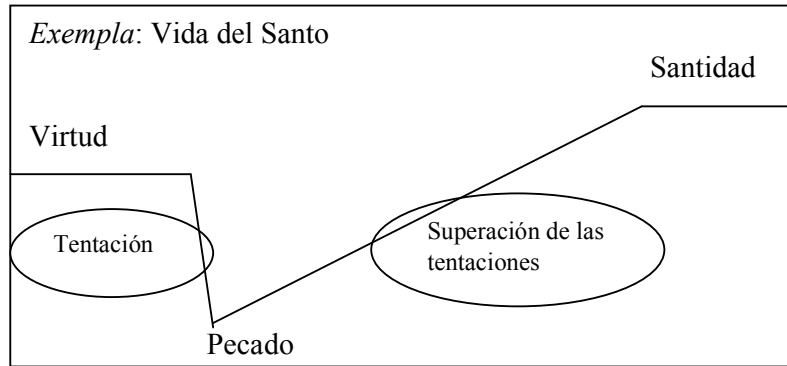 Exempla: Vida del Santo
Santidad
Virtud
Tentación
Superación de las
tentaciones
Pecado